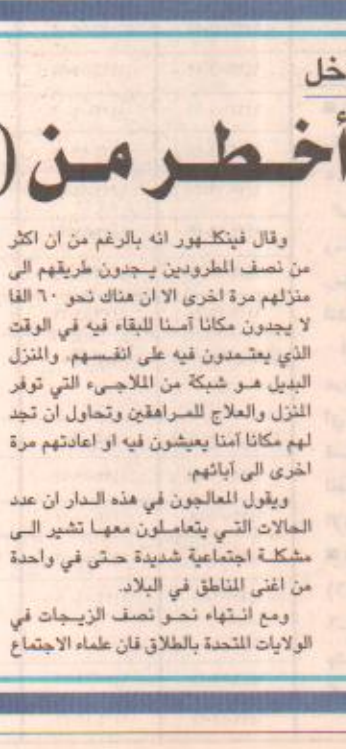 خل
أخطر من (
وقال فينكلهور انه بالرغم من ان اكثر
من نصف المطرودين يجدون طريقهم الى
منزلهم مرة اخرى الا ان هناك نحو ٦٠ الفا
لا يجدون مكانا آمنا للبقاء فيه في الوقت
الذي يعتمدون فيه على انفسهم. والمنزل
البديل هو شبكة من الملاجىء التي توفر
المنزل والعلاج للمراهقين وتحاول ان تجد
لهم مكانا آمنا يعيشون فيه او اعادتهم مرة
اخرى الى آبائهم.
ويقول المعالجون في هذه الدار ان عدد
الحالات التي يتعاملون معها تشير الى
مشكلة اجتماعية شديدة حتى في واحدة
من اغنى المناطق في البلاد.
ومع انتهاء نحو نصف الزيجات في
الولايات المتحدة بالطلاق فان علماء الاجتماع